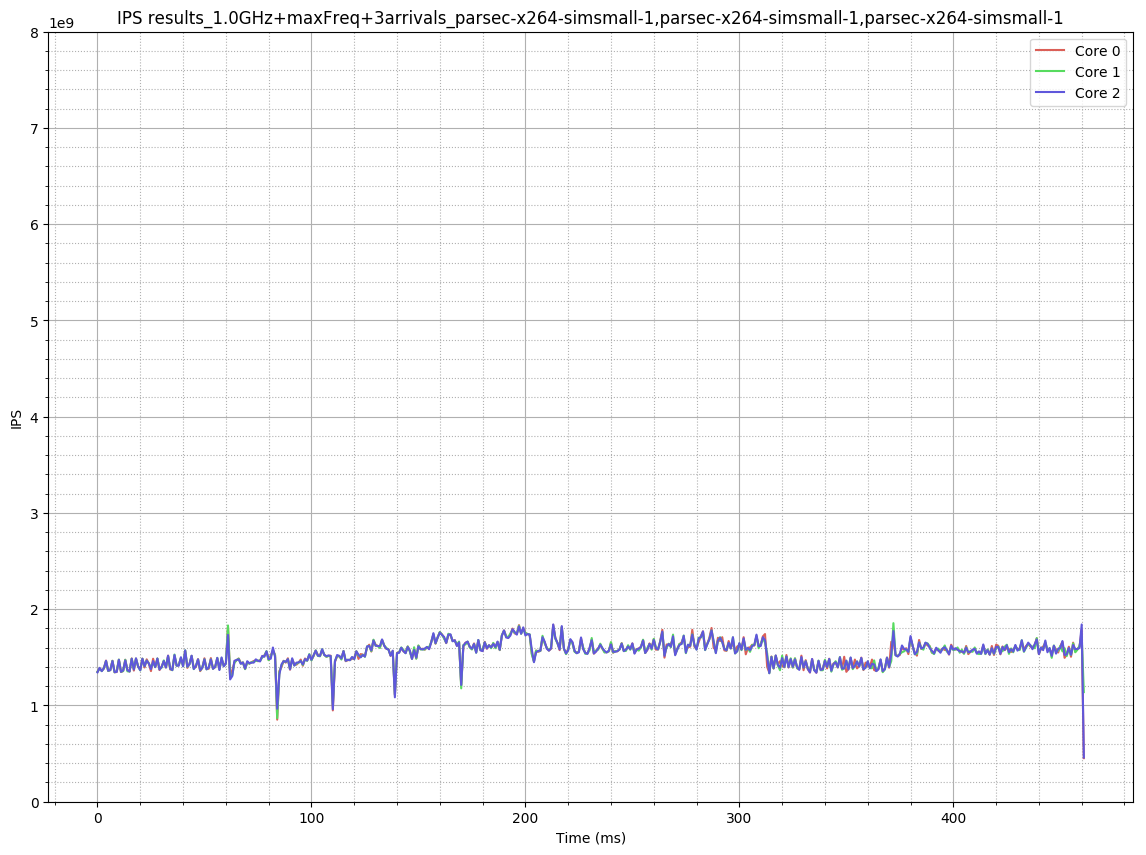 IPS results_1.0GHz+maxFreq+3arrivals_parsec-x264-simsmall-1,parsec-x264-simsmall-1,parsec-x264-simsmall-1
1e9
8
7
6
5
4
3
2
1
0
IPS
Core 0
Core 1
Core 2
0 100 200 300 400
Time (ms)